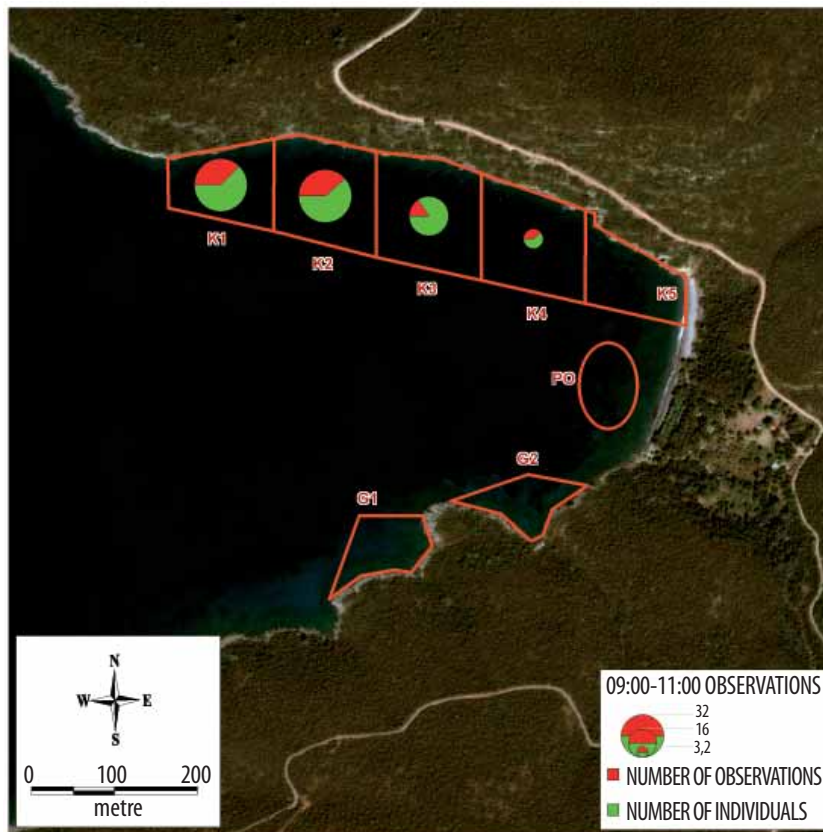 K1
K2
K3
K4
K5
PO
G2
G1
N
W E
S
0 100 200
metre
09:00-11:00 OBSERVATIONS
32
16
3,2
NUMBER OF OBSERVATIONS
NUMBER OF INDIVIDUALS